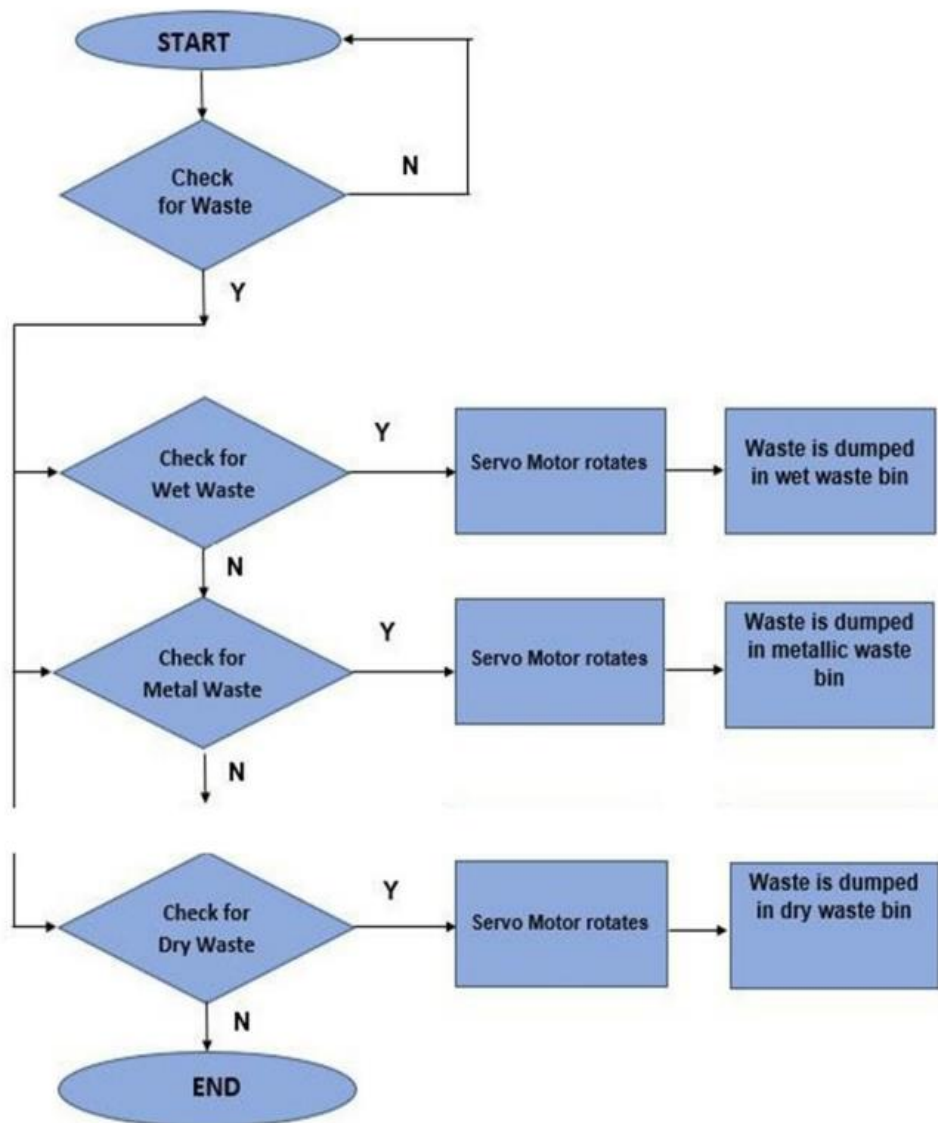 START
Check
for Waste
N
Y
Check for
Wet Waste
Y
Servo Motor rotates
Waste is dumped
in wet waste bin
N
Check for
Metal Waste
Y
Servo Motor rotates
Waste is dumped
in metallic waste
bin
N
Check for
Dry Waste
Y
Servo Motor rotates
Waste is dumped
in dry waste bin
N
END